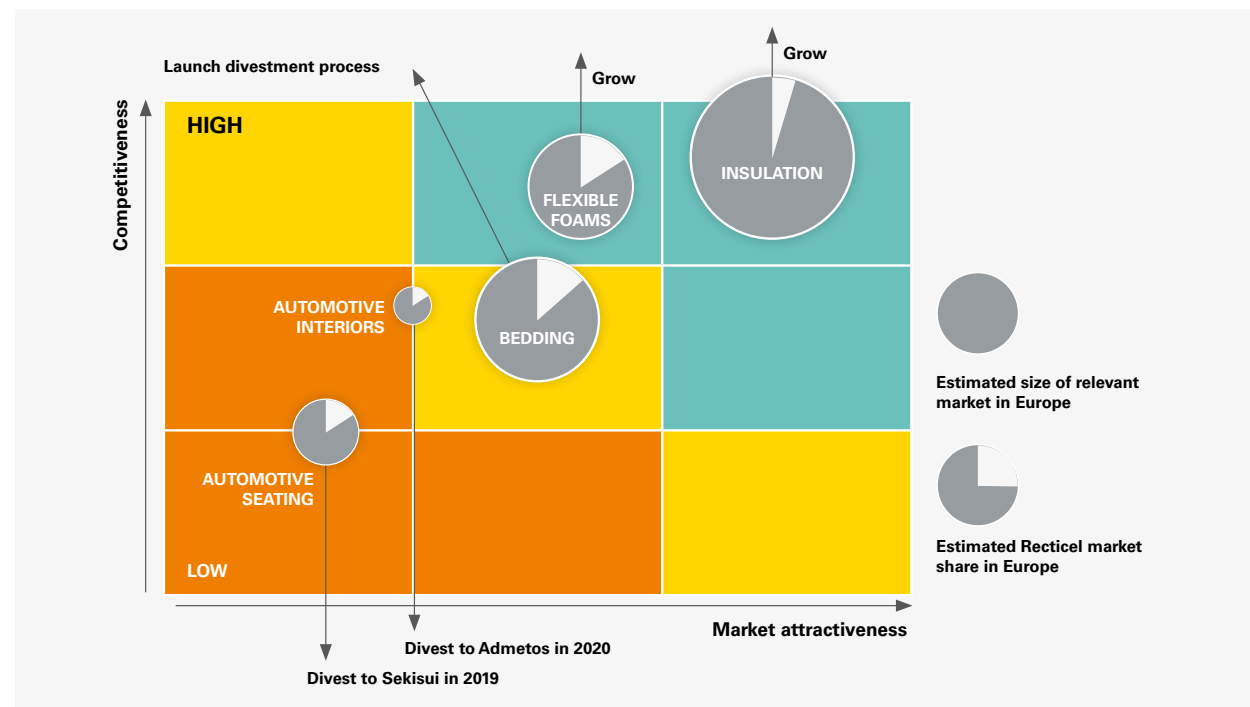 Grow
Grow
Launch divestment process
Competitiveness
HIGH
INSULATION
FLEXIBLE
FOAMS
AUTOMOTIVE
INTERIORS
BEDDING
Estimated size of relevant
market in Europe
AUTOMOTIVE
SEATING
Estimated Recticel market
share in Europe
LOW
Market attractiveness
Divest to Admetos in 2020
Divest to Sekisui in 2019